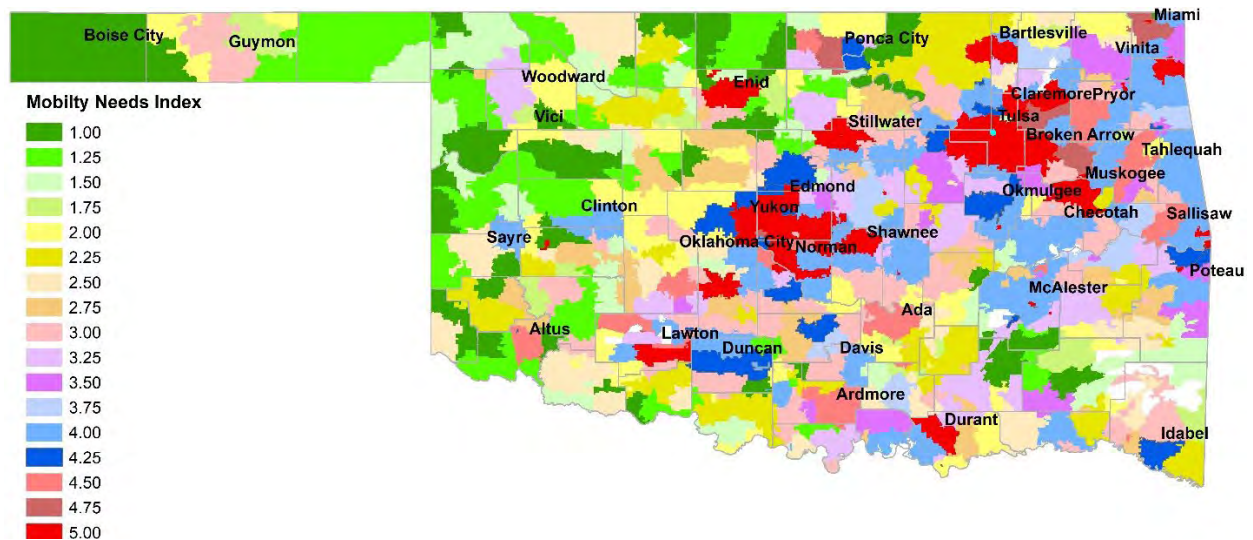 Miami
Boise City
Guymon
Ponca City
Bartlesville
Vinita
Woodward
Enid
Claremore
Pryor
Mobilty Needs Index
Vici
Stillwater
Tulsa
Broken Arrow
Tahlequah
Muskogee
Edmond
Okmulgee
Clinton
Yukon
Checotah
Sallisaw
Sayre
Oklahoma City
Norman
Shawnee
Poteau
McAlester
Ada
Altus
Lawton
Duncan
Davis
Ardmore
Durant
Idabel
1.00
1.25
1.50
1.75
2.00
2.25
2.50
2.75
3.00
3.25
3.50
3.75
4.00
4.25
4.50
4.75
5.00